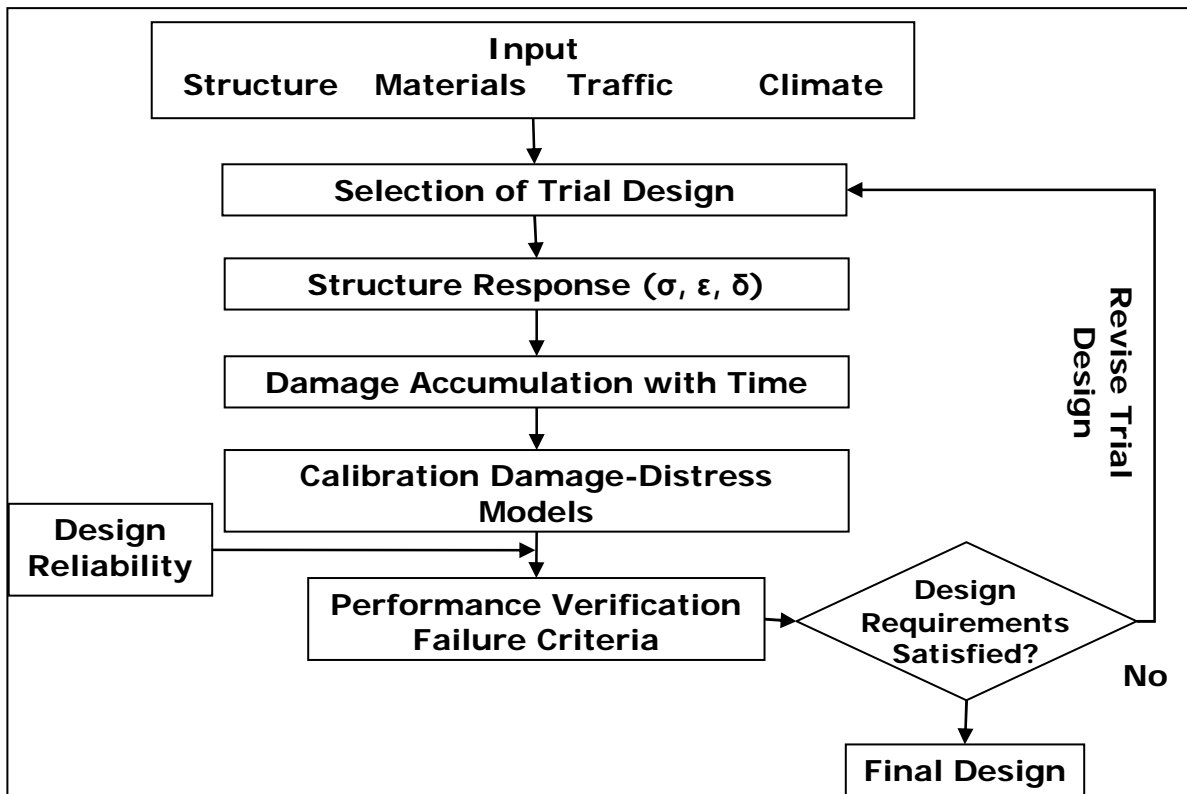 Input
Structure Materials Traffic Climate
Selection of Trial Design
Structure Response (σ, ε, δ)
Damage Accumulation with Time
Calibration Damage-Distress
Models
Design
Reliability
Performance Verification
Failure Criteria
Design
Requirements
Satisfied?
No
Revise Trial
Design
Final Design